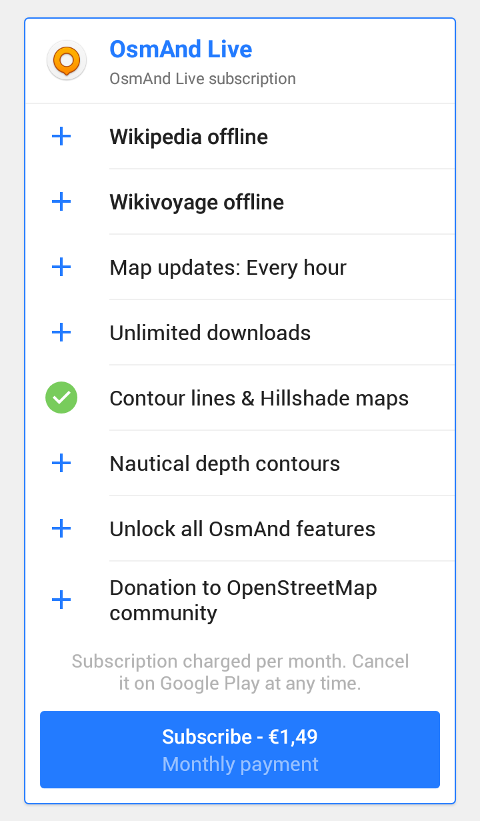 OsmAnd Live
OsmAnd Live subscription
Wikipedia offline
Wikivoyage offline
Map updates: Every hour
Unlimited downloads
Contour lines & Hillshade maps
Nautical depth contours
Unlock all OsmAnd features
Donation to OpenStreetMap
community
Subscription charged per month. Cancel
it on Google Play at any time.
Subscribe - €1,49
Monthly payment